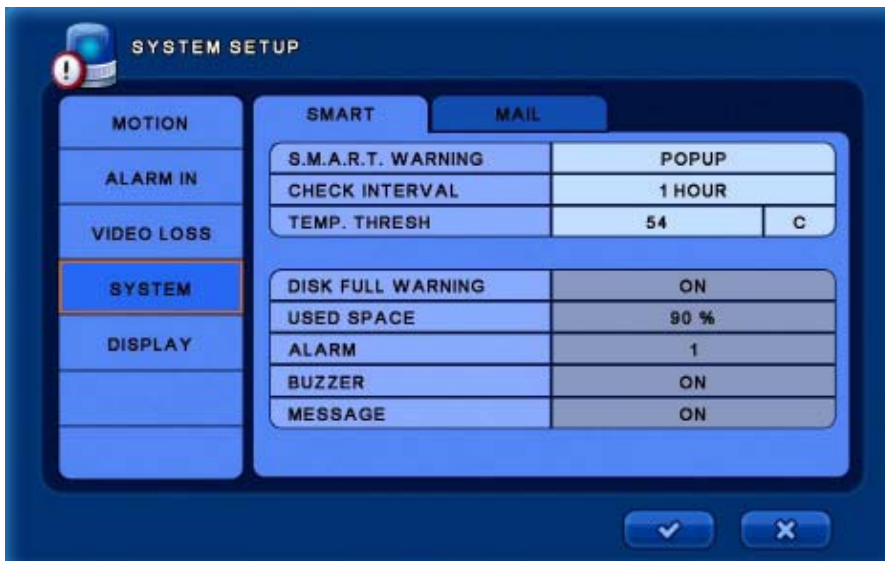 SYSTEM SETUP
MOTION
ALARM IN
VIDEO LOSS
SYSTEM
DISPLAY
SMART MAIL
S.M.A.R.T. WARNING POPUP
CHECK INTERVAL 1 HOUR
TEMP. THRESH 54 C
DISK FULL WARNING ON
USED SPACE 90 %
ALARM 1
BUZZER ON
MESSAGE ON